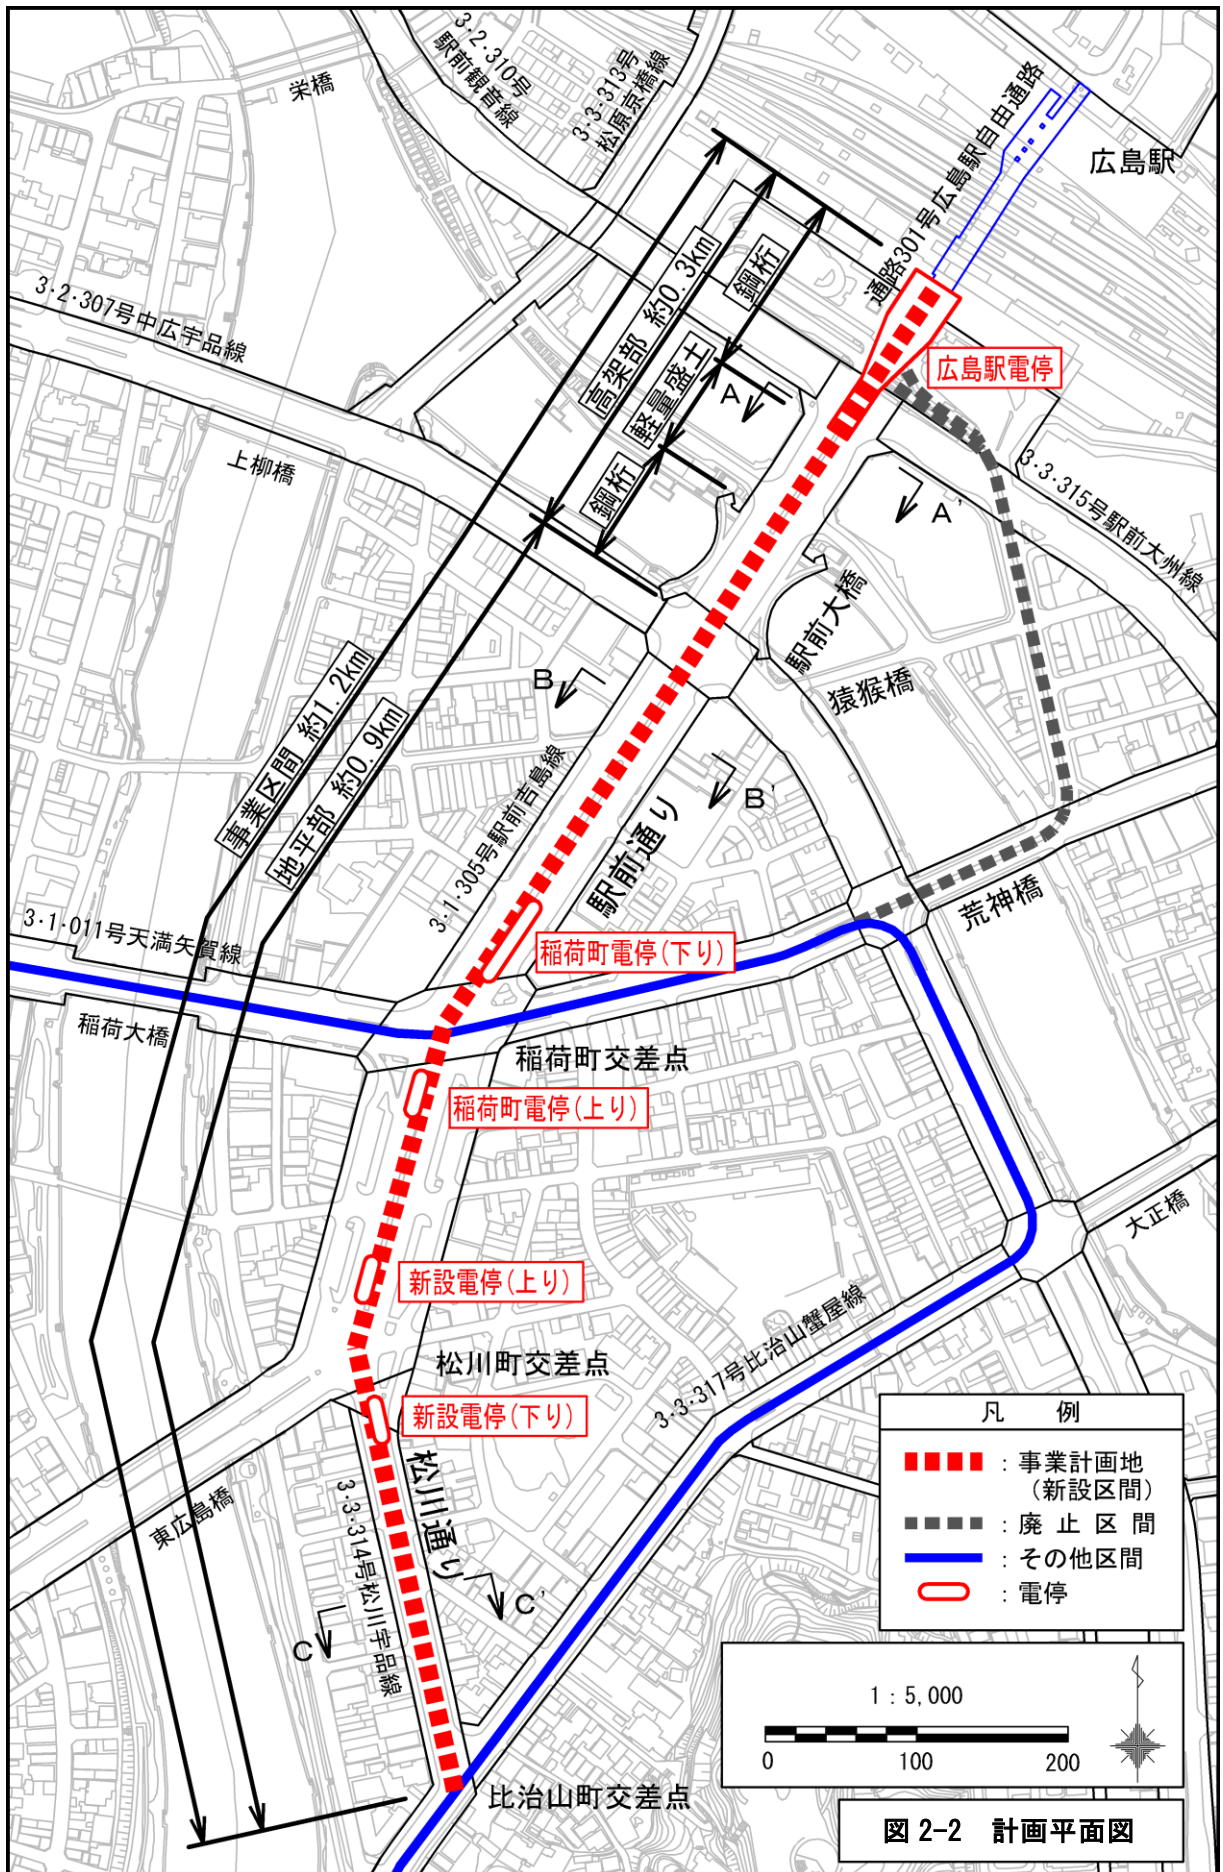 栄橋
3・2・310号
駅前観音線
3・3・313号
松原京橋線
通路301号広島駅自由通路
広島駅
3・2・307号中広宇品線
高架部 約0.3km
鋼桁
軽量盛土
鋼桁
A
広島駅電停
上柳橋
A'
3・3・315号駅前大州線
駅前大橋
猿猴橋
B
B'
事業区間 約1.2km
地平部 約0.9km
3・1・305号駅前吉島線
駅前通り
荒神橋
3・1・011号天満矢賀線
稲荷町電停(下り)
稲荷大橋
稲荷町交差点
稲荷町電停(上り)
大正橋
新設電停(上り)
3・3・317号比治山蟹屋線
松川町交差点
新設電停(下り)
東広島橋
松川通り
3・3・314号松川宇品線
C
C'
比治山町交差点
凡 例
：事業計画地
（新設区間）
：廃止区間
：その他区間
：電停
1：5,000
0 100 200
図 2-2 計画平面図